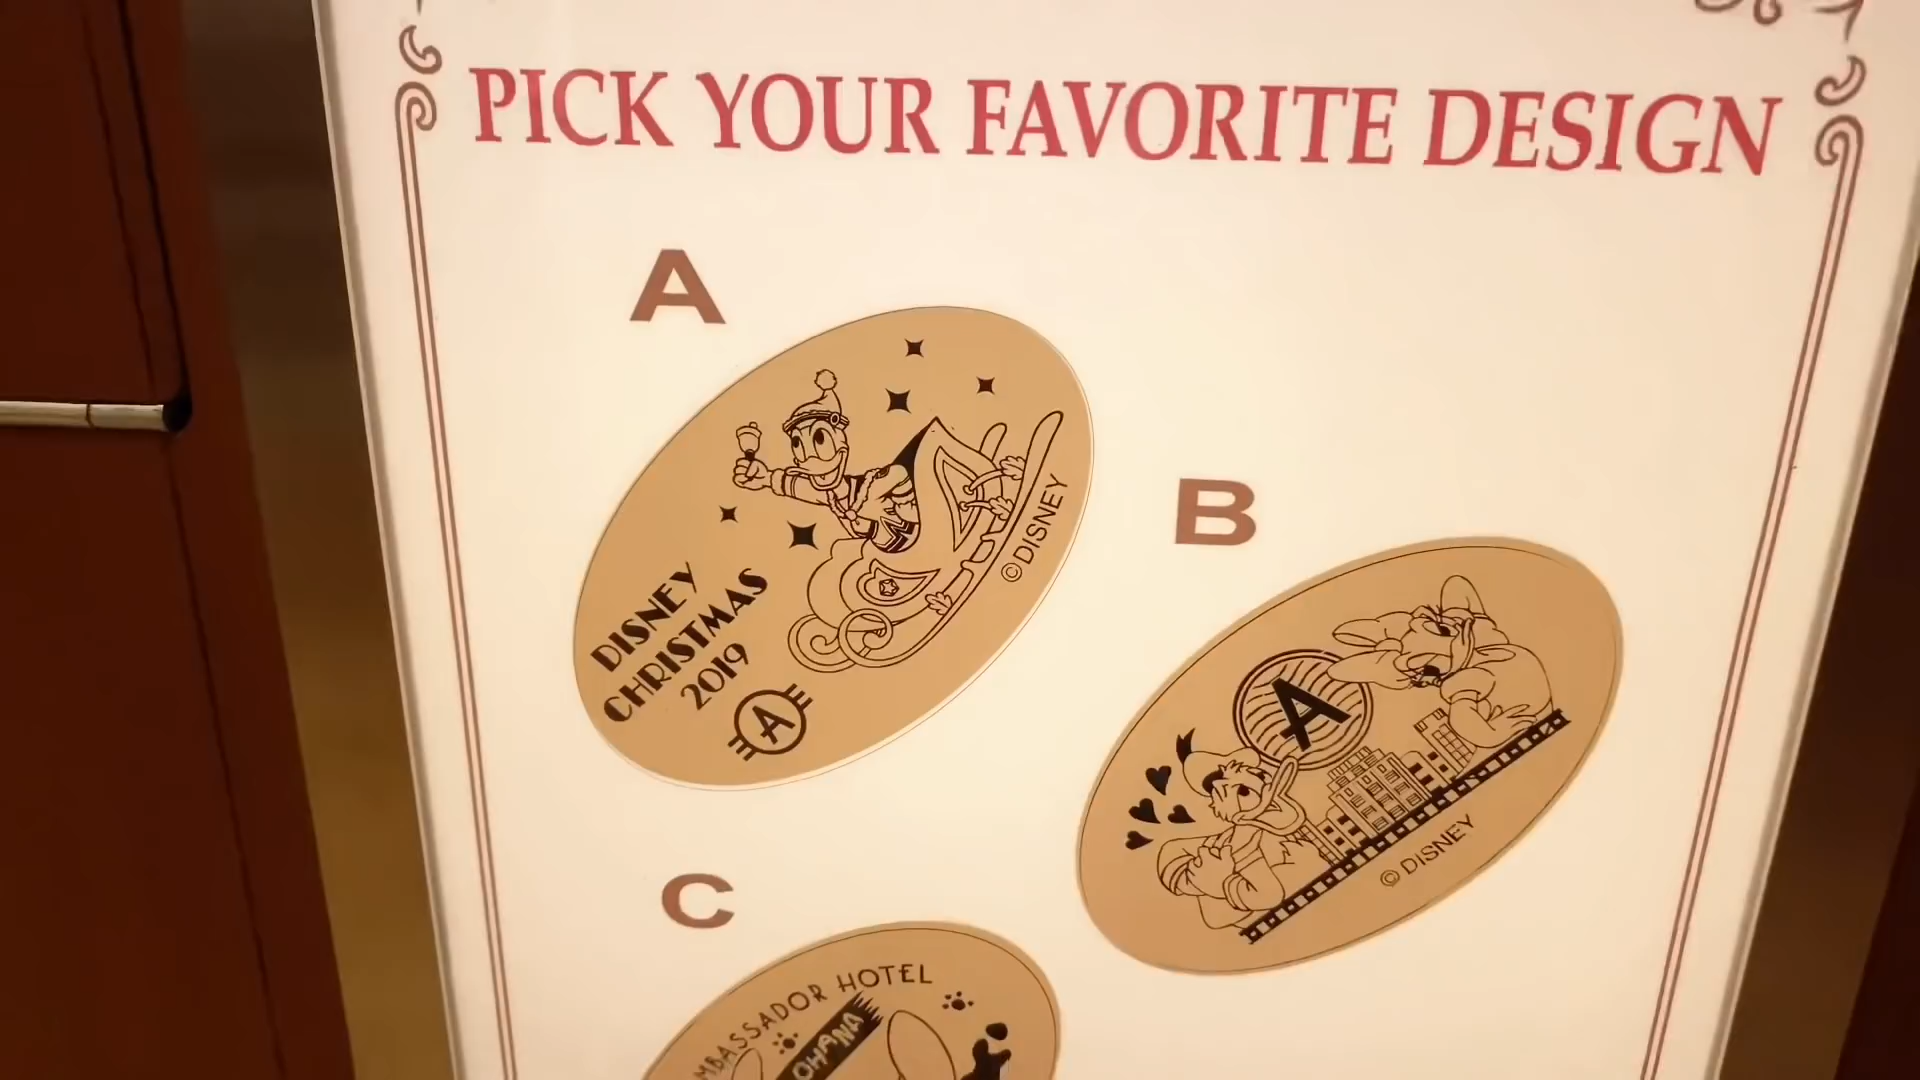 PICK YOUR FAVORITE DESIGN
A
DISNEY
CHRISTMAS
2019
A
©DISNEY
B
A
©DISNEY
C
AMBASSADOR HOTEL
OHANA